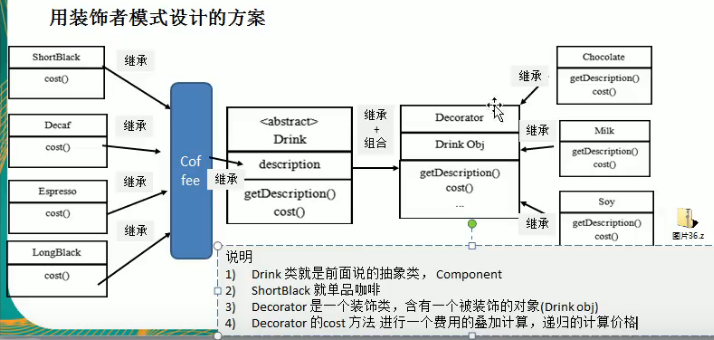 用装饰者模式设计的方案
ShortBlack
cost()
继承
Decaf
cost()
继承
Espresso
cost()
继承
LongBlack
cost()
继承
Cof
fee
继承
<abstract>
Drink
description
getDescription()
cost()
继承
+
组合
Decorator
Drink Obj
getDescription()
cost()
...
继承
Chocolate
getDescription()
cost()
继承
Milk
getDescription()
cost()
继承
Soy
getDescription()
cost()
图片36.z
说明
1) Drink 类就是前面说的抽象类， Component
2) ShortBlack 就单品咖啡
3) Decorator 是一个装饰类，含有一个被装饰的对象(Drink obj)
4) Decorator 的cost 方法 进行一个费用的叠加计算，递归的计算价格